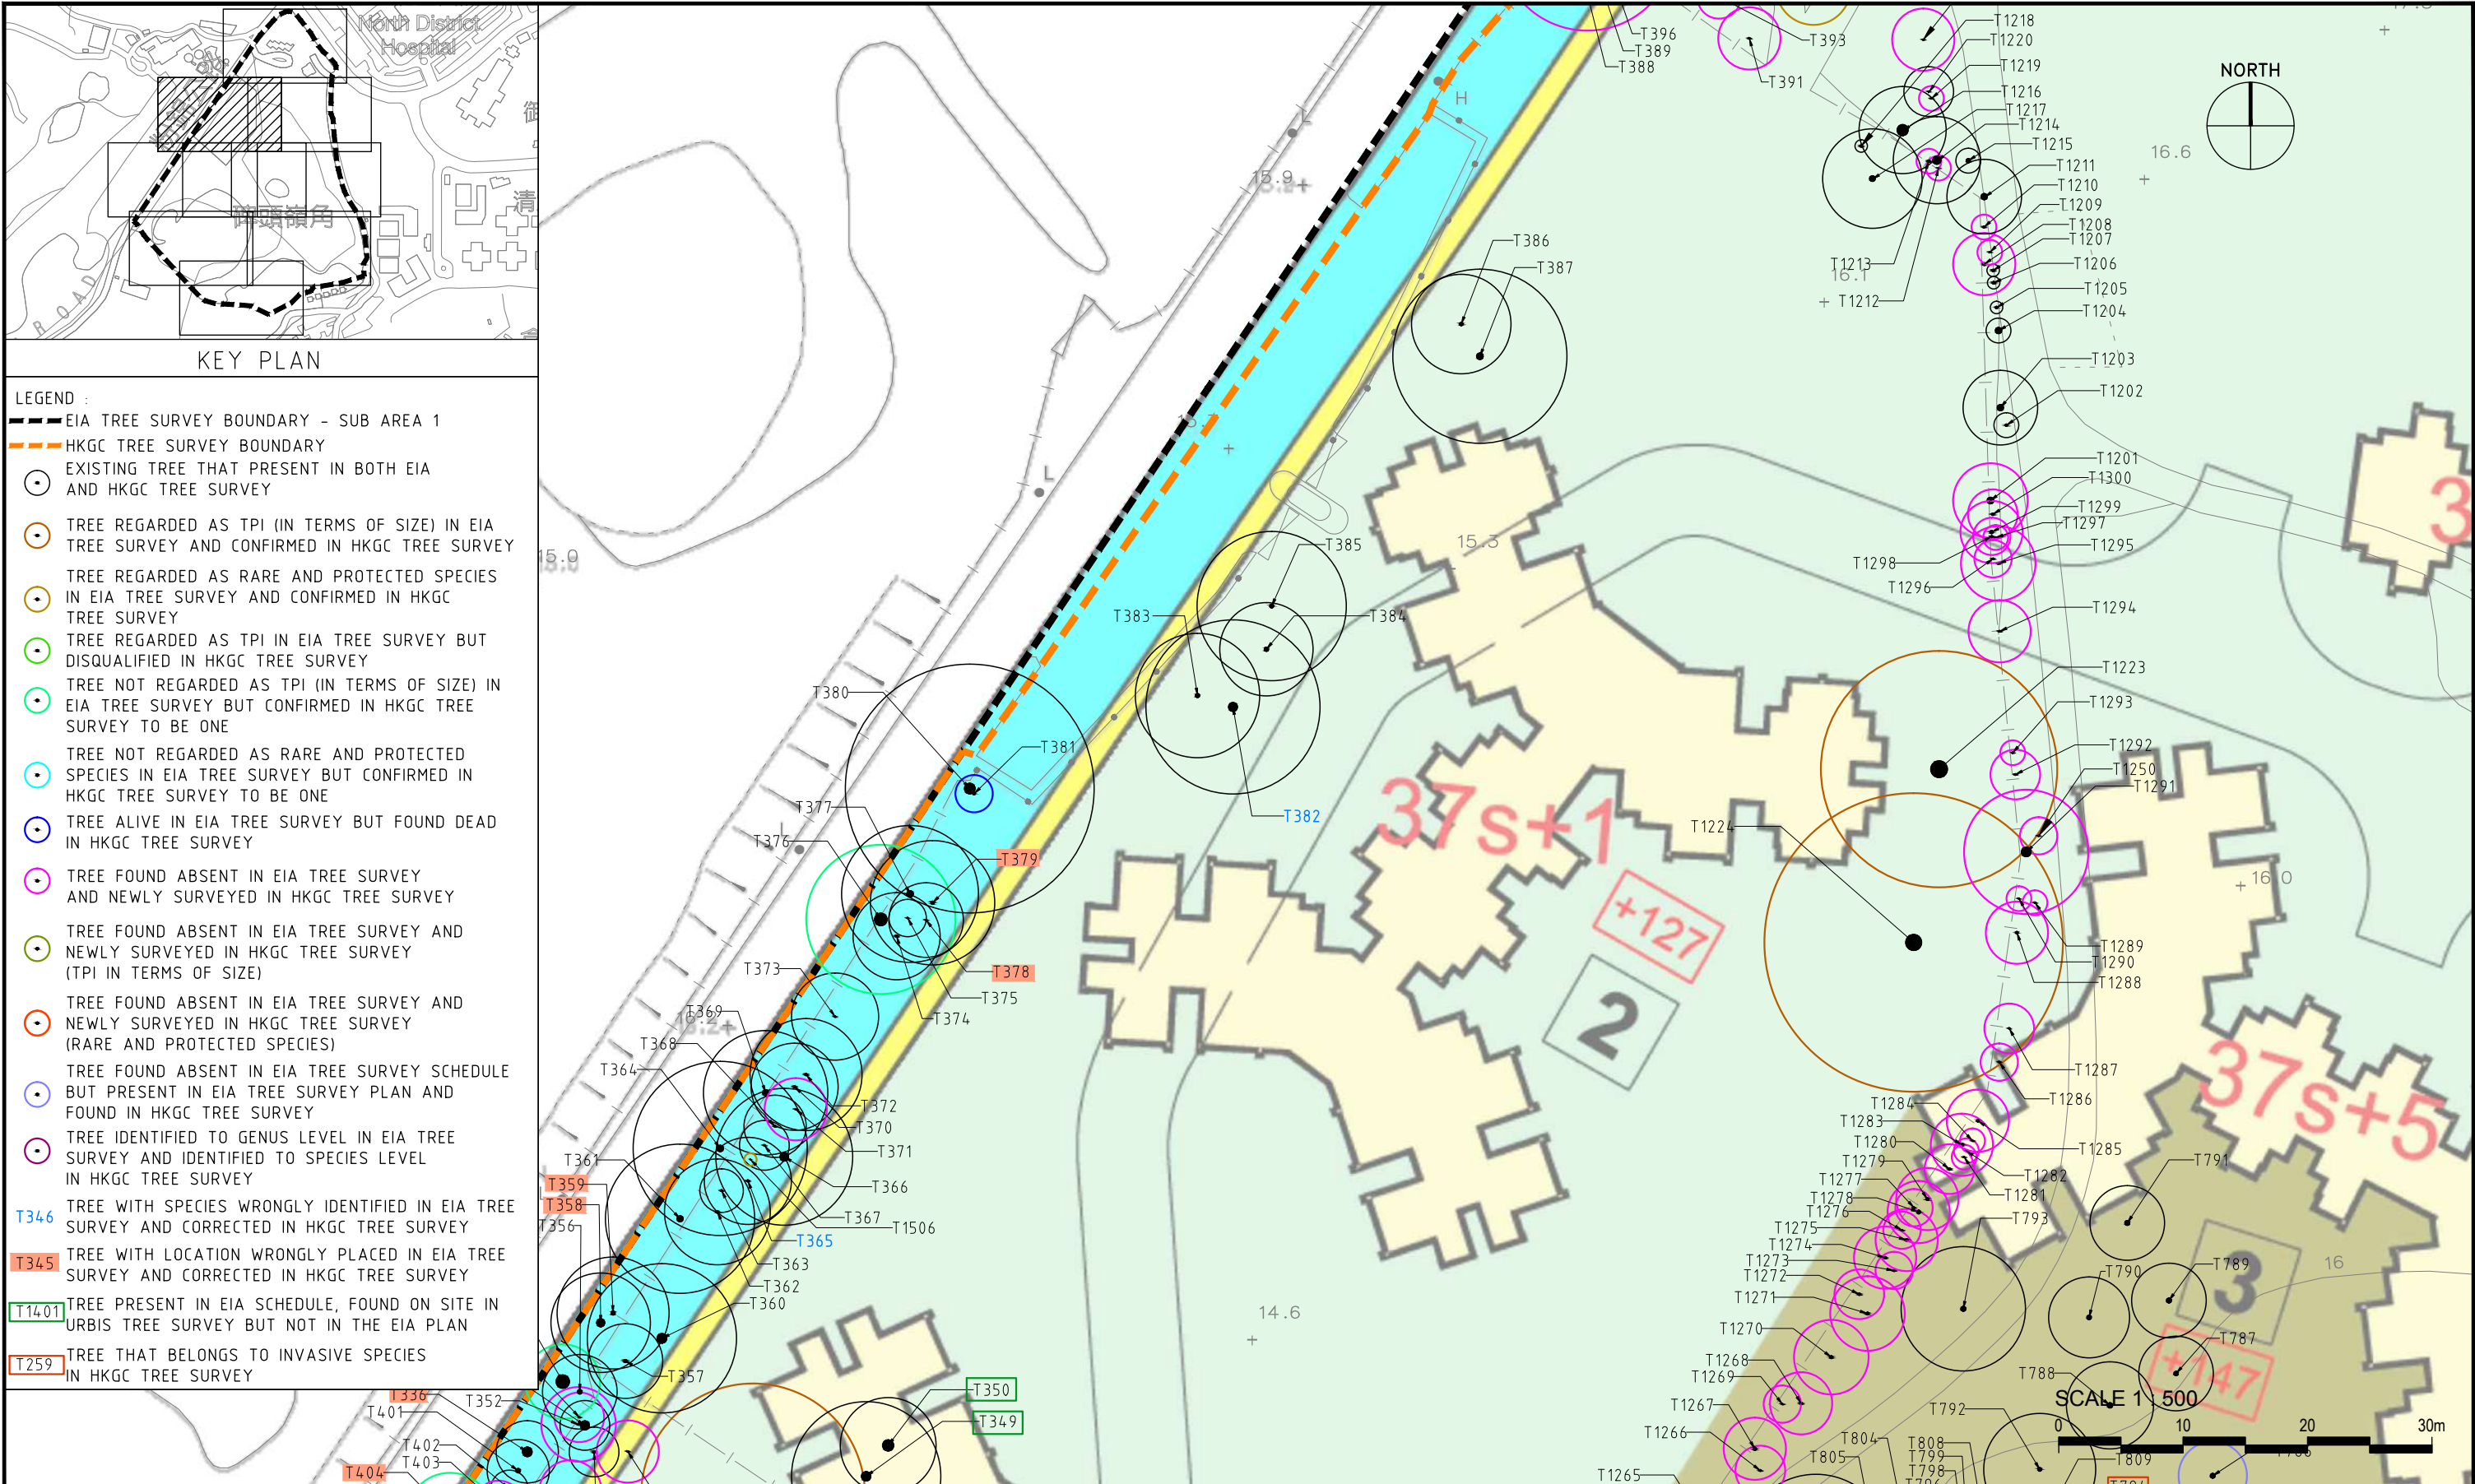 North District
Hospital
碑頭嶺角
清
御
ROAD
KEY PLAN
LEGEND :
EIA TREE SURVEY BOUNDARY - SUB AREA 1
HKGC TREE SURVEY BOUNDARY
EXISTING TREE THAT PRESENT IN BOTH EIA
AND HKGC TREE SURVEY
TREE REGARDED AS TPI (IN TERMS OF SIZE) IN EIA
TREE SURVEY AND CONFIRMED IN HKGC TREE SURVEY
TREE REGARDED AS RARE AND PROTECTED SPECIES
IN EIA TREE SURVEY AND CONFIRMED IN HKGC
TREE SURVEY
TREE REGARDED AS TPI IN EIA TREE SURVEY BUT
DISQUALIFIED IN HKGC TREE SURVEY
TREE NOT REGARDED AS TPI (IN TERMS OF SIZE) IN
EIA TREE SURVEY BUT CONFIRMED IN HKGC TREE
SURVEY TO BE ONE
TREE NOT REGARDED AS RARE AND PROTECTED
SPECIES IN EIA TREE SURVEY BUT CONFIRMED IN
HKGC TREE SURVEY TO BE ONE
TREE ALIVE IN EIA TREE SURVEY BUT FOUND DEAD
IN HKGC TREE SURVEY
TREE FOUND ABSENT IN EIA TREE SURVEY
AND NEWLY SURVEYED IN HKGC TREE SURVEY
TREE FOUND ABSENT IN EIA TREE SURVEY AND
NEWLY SURVEYED IN HKGC TREE SURVEY
(TPI IN TERMS OF SIZE)
TREE FOUND ABSENT IN EIA TREE SURVEY AND
NEWLY SURVEYED IN HKGC TREE SURVEY
(RARE AND PROTECTED SPECIES)
TREE FOUND ABSENT IN EIA TREE SURVEY SCHEDULE
BUT PRESENT IN EIA TREE SURVEY PLAN AND
FOUND IN HKGC TREE SURVEY
TREE IDENTIFIED TO GENUS LEVEL IN EIA TREE
SURVEY AND IDENTIFIED TO SPECIES LEVEL
IN HKGC TREE SURVEY
T346 TREE WITH SPECIES WRONGLY IDENTIFIED IN EIA TREE
SURVEY AND CORRECTED IN HKGC TREE SURVEY
T345 TREE WITH LOCATION WRONGLY PLACED IN EIA TREE
SURVEY AND CORRECTED IN HKGC TREE SURVEY
T1401 TREE PRESENT IN EIA SCHEDULE, FOUND ON SITE IN
URBIS TREE SURVEY BUT NOT IN THE EIA PLAN
T259 TREE THAT BELONGS TO INVASIVE SPECIES
IN HKGC TREE SURVEY
T396
T389
T388
T393
T391
T1218
T1220
T1219
T1216
T1217
T1214
T1215
T1211
T1210
T1209
T1208
T1207
T1206
T1205
T1204
T1213
T1212
16.1
16.6
NORTH
H
L
15.9
T386
T387
T1203
T1202
T1201
T1300
T1299
T1297
T1295
T1298
T1296
T1294
L
15.0
15.3
T385
T383
T384
T380
T381
T382
T377
T376
T379
T378
T375
T374
T373
T1223
T1293
T1292
T1250
T1291
T1224
16.0
T1289
T1290
T1288
T1287
T1286
37s+1
+127
2
37s+5
3
3
+147
16.2
T369
T368
T364
T372
T370
T371
T361
T366
T367
T1506
T365
T363
T362
T360
T359
T358
T356
T357
T352
T336
T401
T402
T403
T404
T350
T349
14.6
T1284
T1283
T1280
T1279
T1277
T1278
T1276
T1275
T1274
T1273
T1272
T1271
T1270
T1268
T1269
T1267
T1266
T1265
T1285
T1282
T1281
T793
T791
T790
T789
T787
T788
T792
16
T804
T805
T808
T799
T798
T809
SCALE 1 : 500
0 10 20 30m